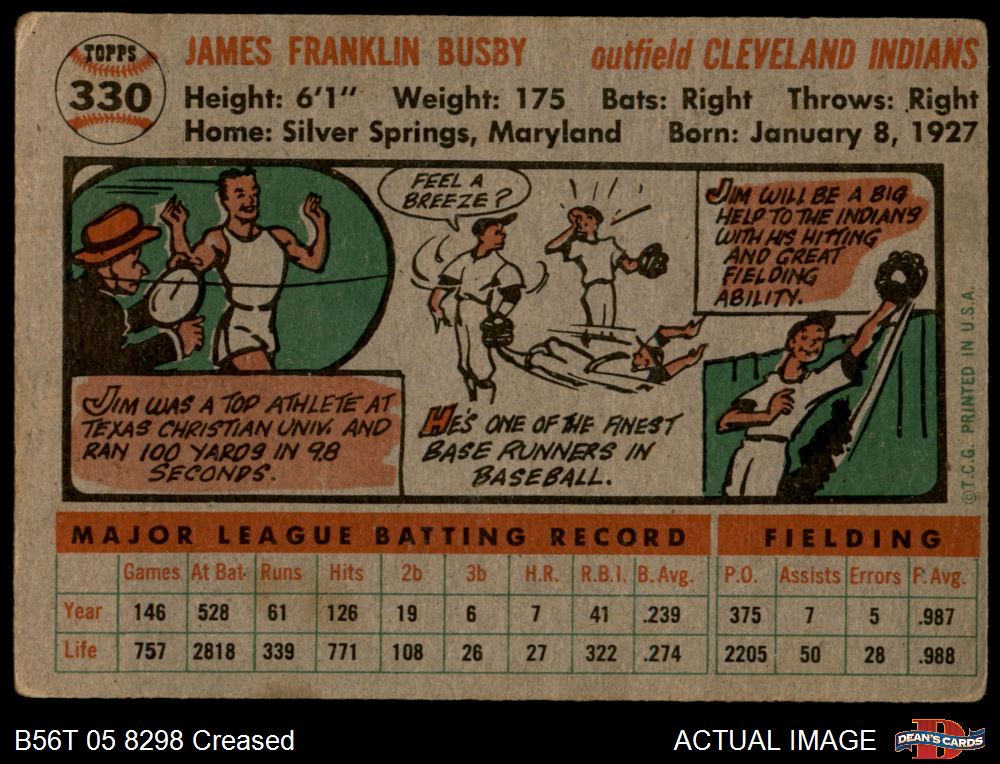 TOPPS
330
JAMES FRANKLIN BUSBY outfield CLEVELAND INDIANS
Height: 6'1" Weight: 175 Bats: Right Throws: Right
Home: Silver Springs, Maryland Born: January 8, 1927
JIM WAS A TOP ATHLETE AT
TEXAS CHRISTIAN UNIV. AND
RAN 100 YARDS IN 9.8
SECONDS.
FEEL A
BREEZE?
HE'S ONE OF THE FINEST
BASE RUNNERS IN
BASEBALL.
JIM WILL BE A BIG
HELP TO THE INDIANS
WITH HIS HITTING
AND GREAT
FIELDING
ABILITY.
©T.C.G. PRINTED IN U.S.A.
MAJOR LEAGUE BATTING RECORD FIELDING
Games At Bat Runs Hits 2b 3b H.R. R.B.I. B. Avg. P.O. Assists Errors F. Avg.
Year 146 528 61 126 19 6 7 41 .239 375 7 5 .987
Life 757 2818 339 771 108 26 27 322 .274 2205 50 28 .988
B56T 05 8298 Creased ACTUAL IMAGE
DEAN'S CARDS